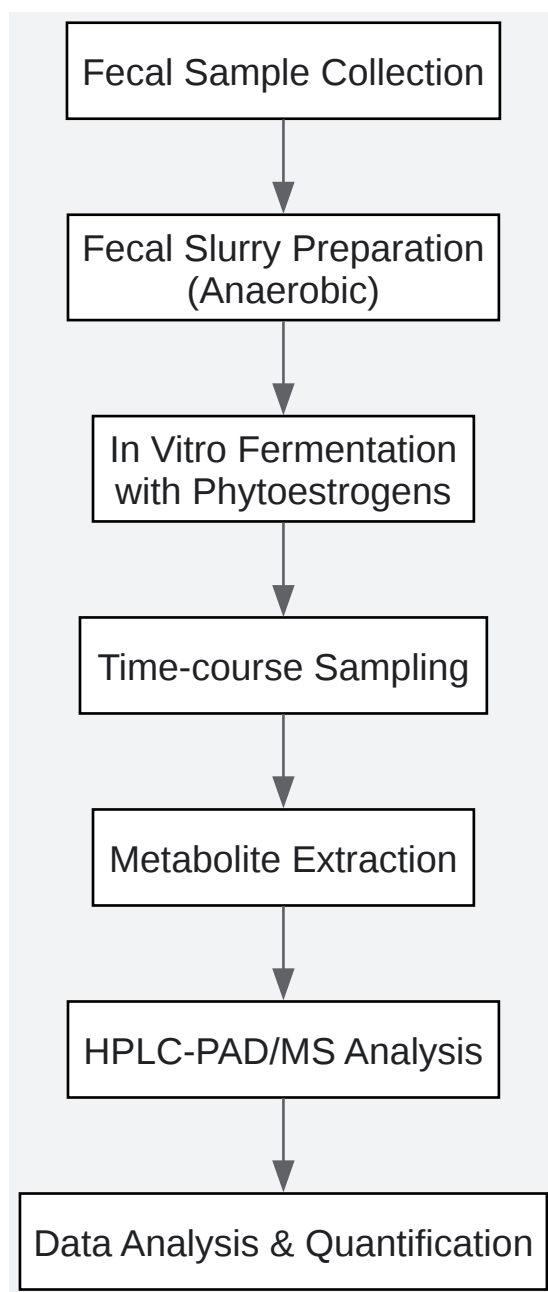 Fecal Sample Collection
Fecal Slurry Preparation
(Anaerobic)
In Vitro Fermentation
with Phytoestrogens
Time-course Sampling
Metabolite Extraction
HPLC-PAD/MS Analysis
Data Analysis & Quantification